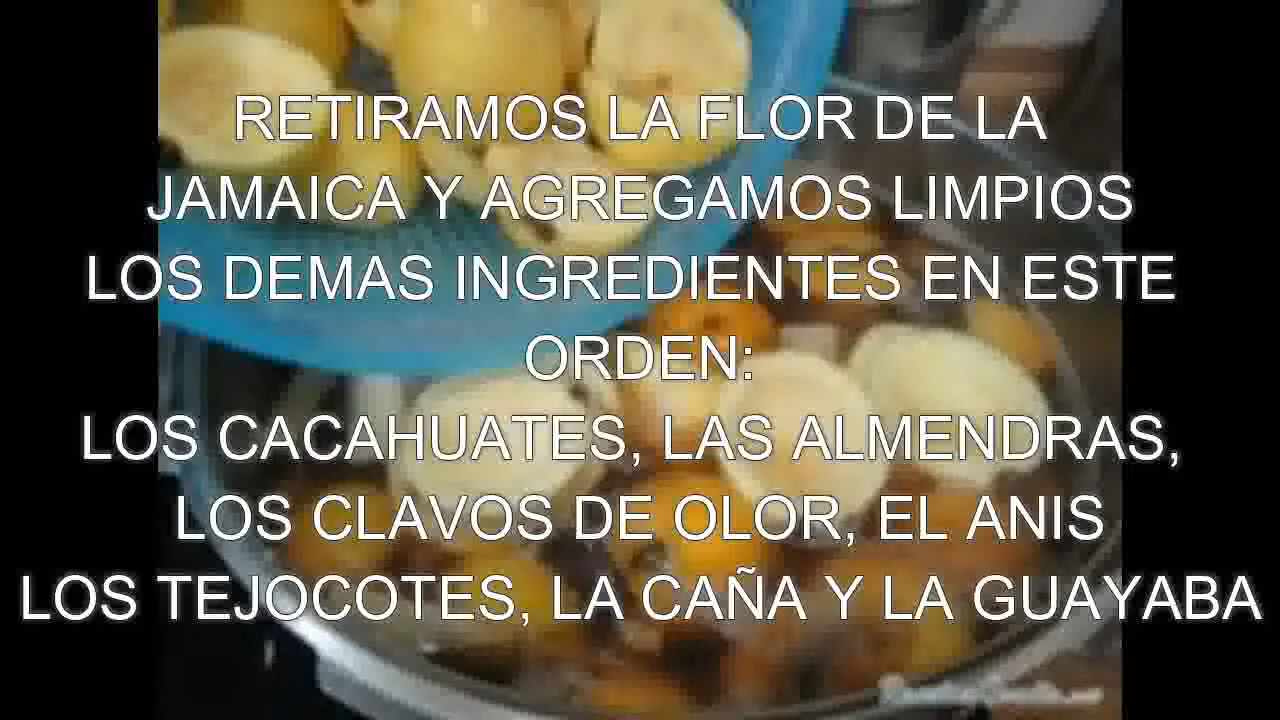 RETIRAMOS LA FLOR DE LA
JAMAICA Y AGREGAMOS LIMPIOS
LOS DEMAS INGREDIENTES EN ESTE
ORDEN:
LOS CACAHUATES, LAS ALMENDRAS,
LOS CLAVOS DE OLOR, EL ANIS
LOS TEJOCOTES, LA CAÑA Y LA GUAYABA